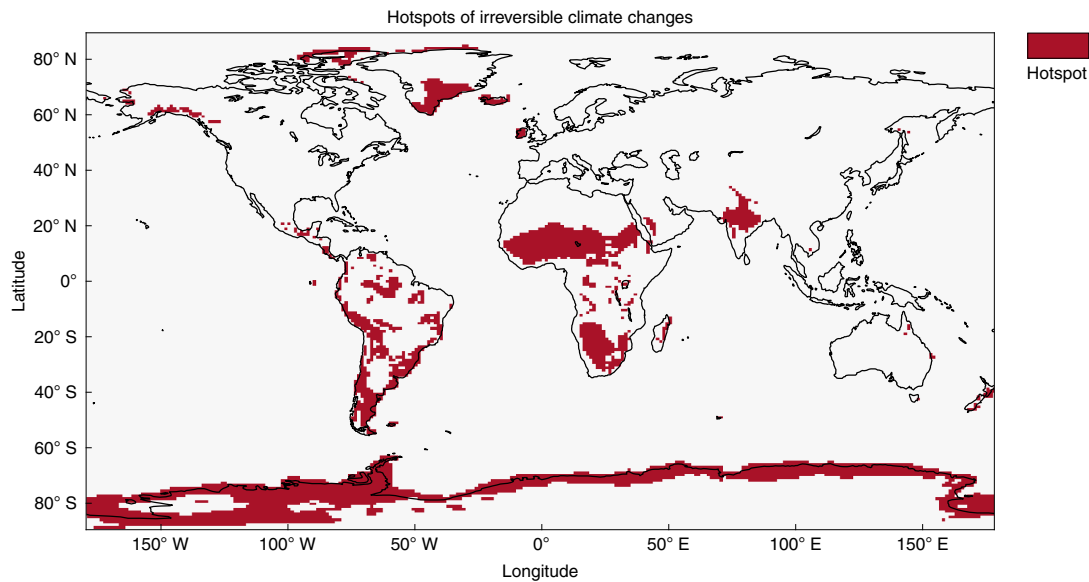 Hotspots of irreversible climate changes
Hotspot
80° N
60° N
40° N
20° N
0°
20° S
40° S
60° S
80° S
Latitude
150° W
100° W
50° W
0°
50° E
100° E
150° E
Longitude